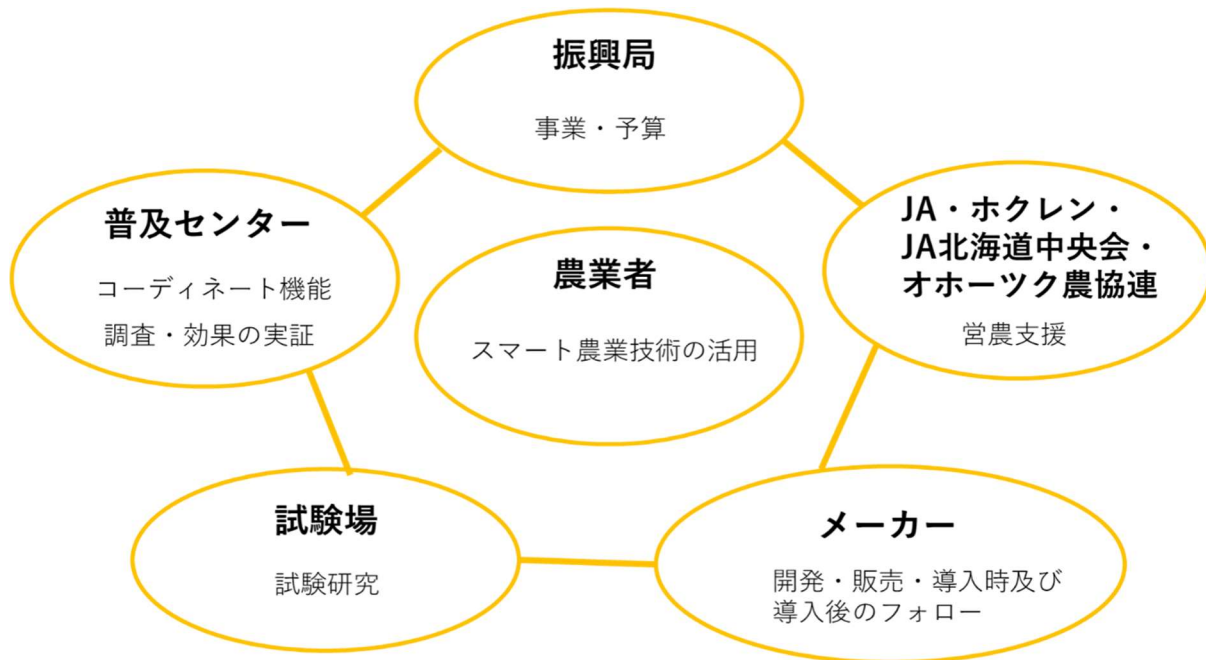 振興局
事業・予算
普及センター
コーディネート機能
調査・効果の実証
農業者
スマート農業技術の活用
JA・ホクレン・
JA北海道中央会・
オホーツク農協連
営農支援
試験場
試験研究
メーカー
開発・販売・導入時及び
導入後のフォロー